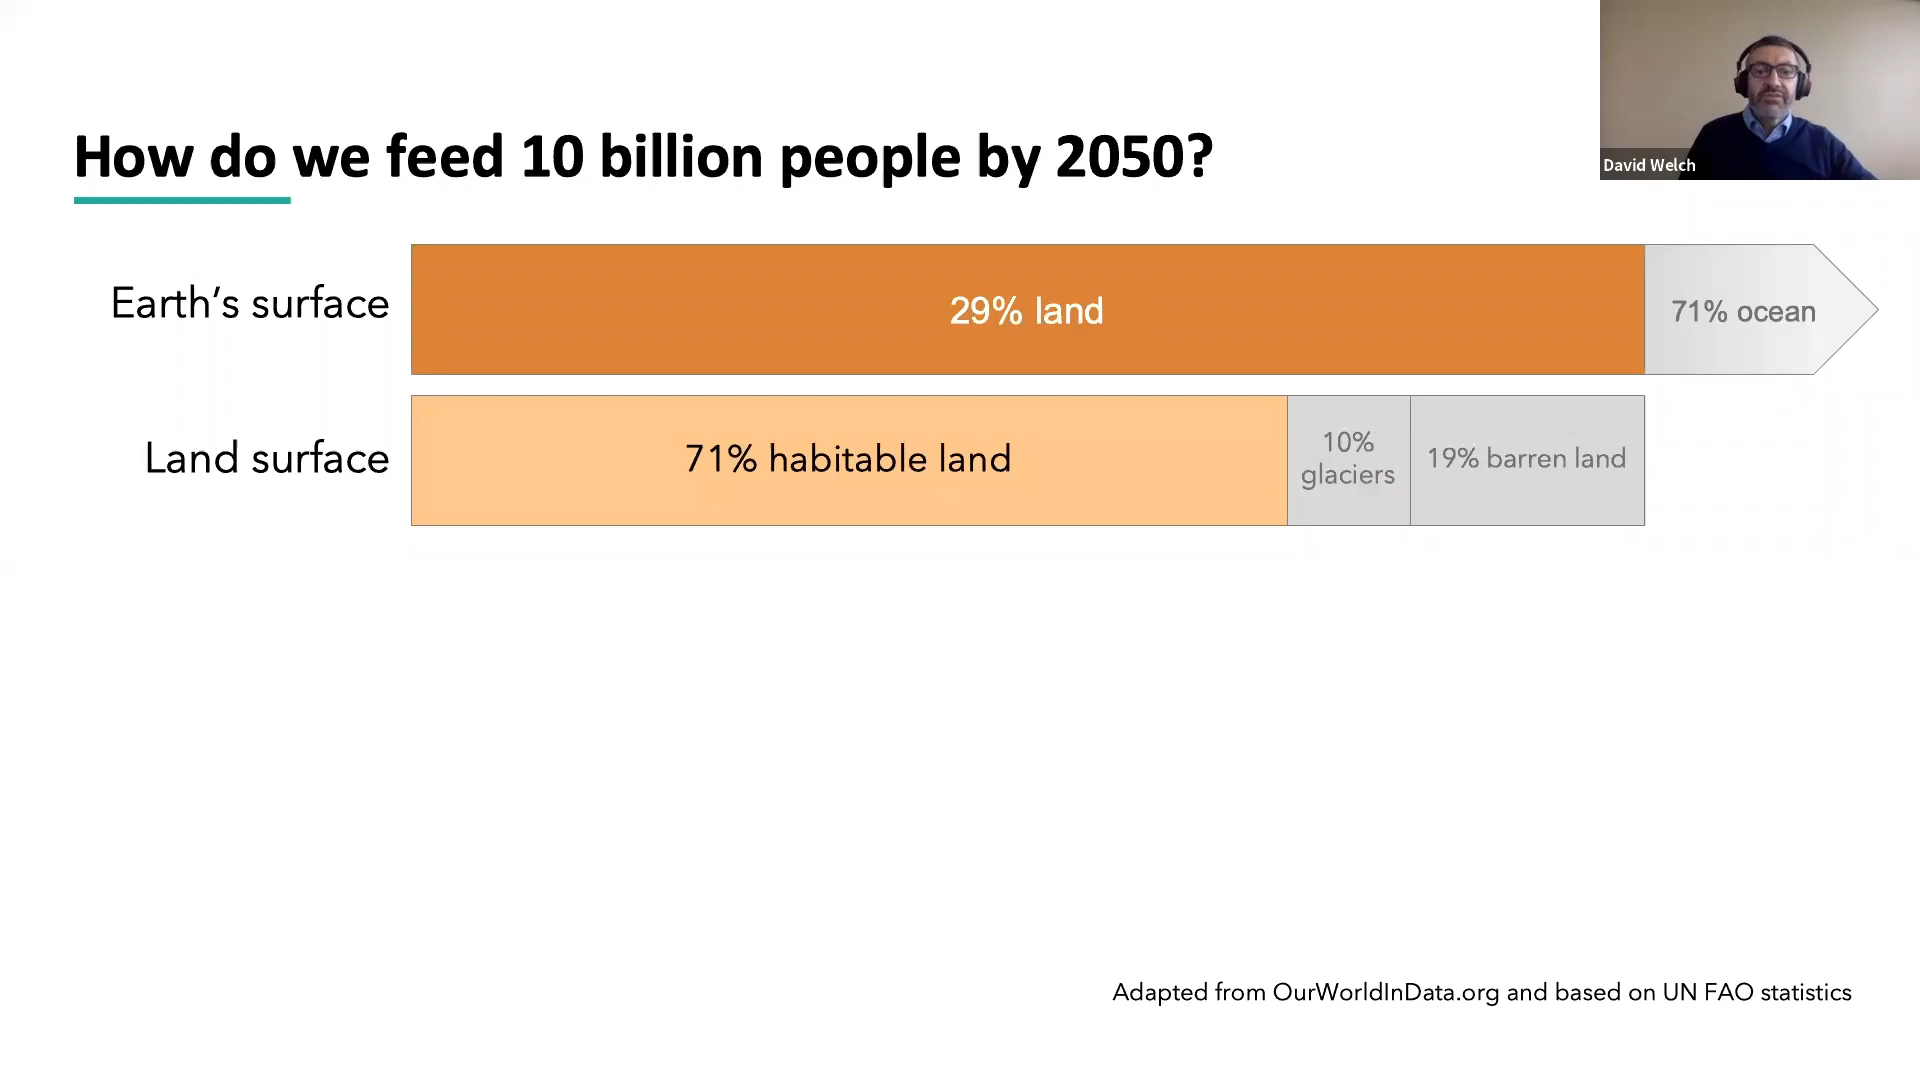 How do we feed 10 billion people by 2050?
David Welch
Earth’s surface
29% land
71% ocean
Land surface
71% habitable land
10%
glaciers
19% barren land
Adapted from OurWorldInData.org and based on UN FAO statistics